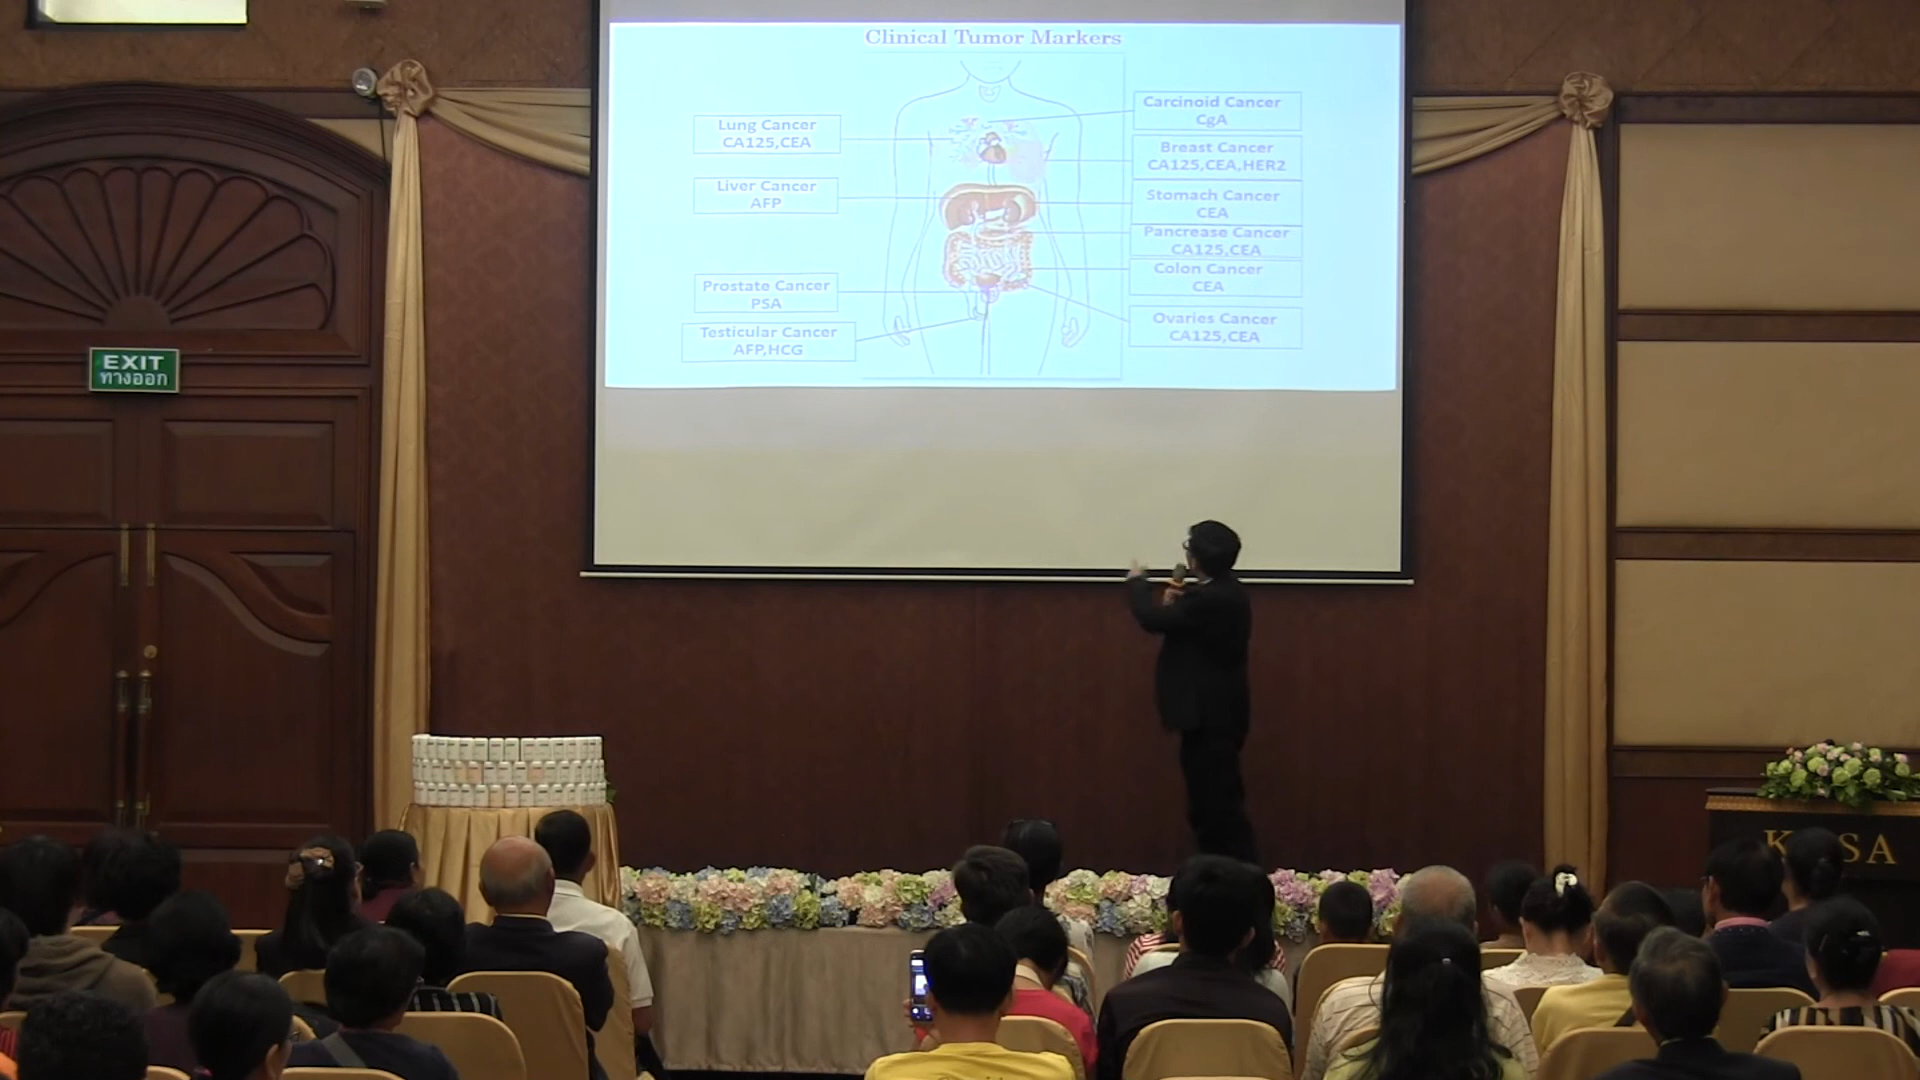 Clinical Tumor Markers
Lung Cancer
CA125,CEA
Liver Cancer
AFP
Prostate Cancer
PSA
Testicular Cancer
AFP,HCG
Carcinoid Cancer
CgA
Breast Cancer
CA125,CEA,HER2
Stomach Cancer
CEA
Pancrease Cancer
CA125,CEA
Colon Cancer
CEA
Ovaries Cancer
CA125,CEA
EXIT
ทางออก